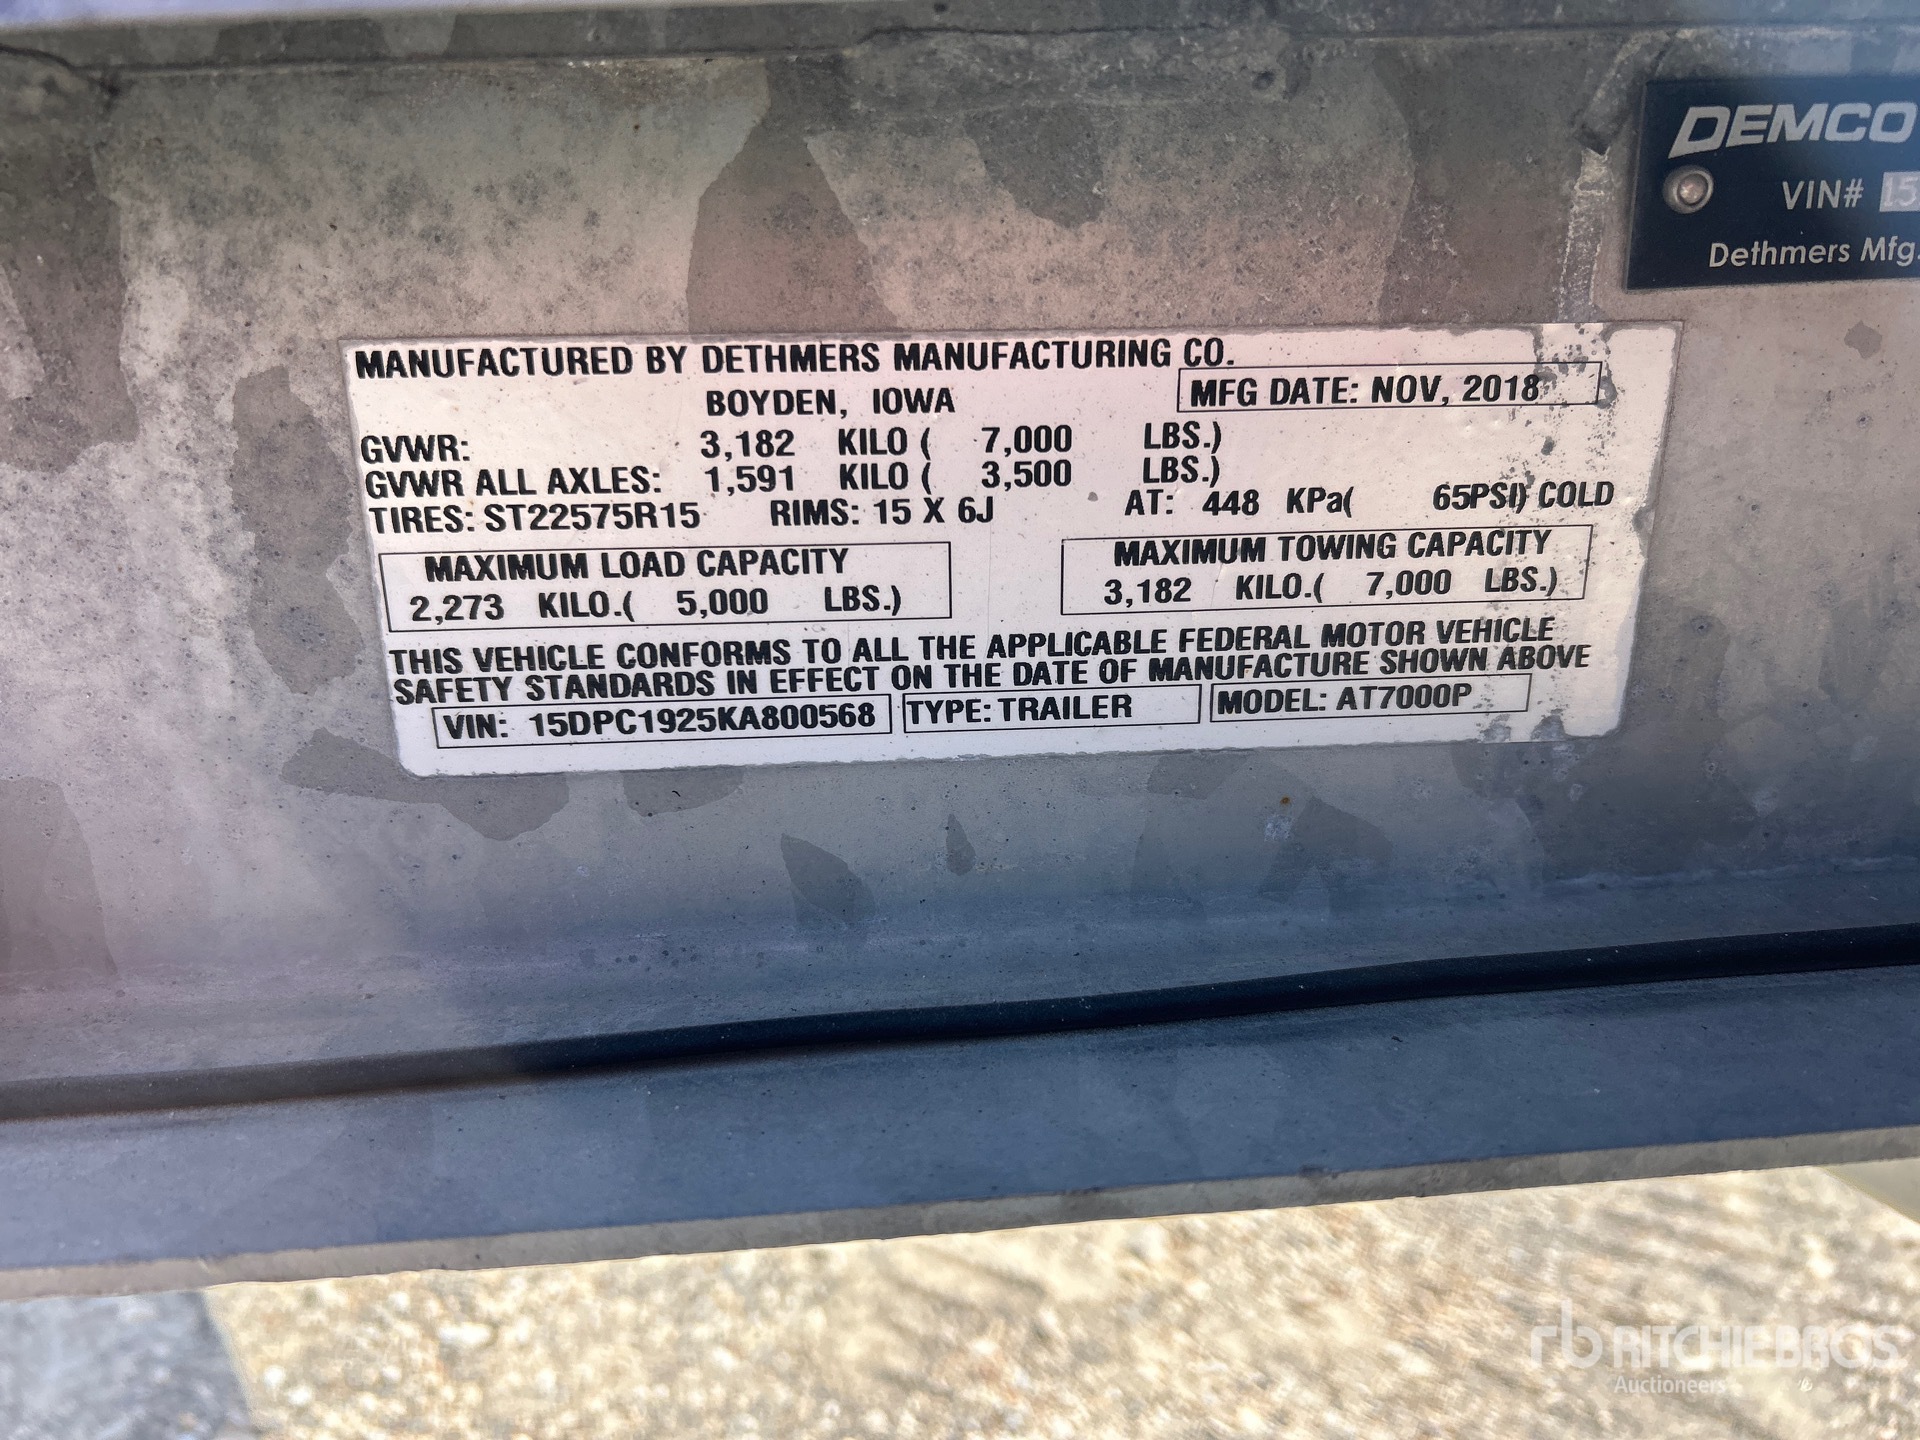 DEMCO
VIN# 15
Dethmers Mfg.
MANUFACTURED BY DETHMERS MANUFACTURING CO.
BOYDEN, IOWA
MFG DATE: NOV, 2018
GVWR: 3,182 KILO ( 7,000 LBS.)
GVWR ALL AXLES: 1,591 KILO ( 3,500 LBS.)
TIRES: ST22575R15 RIMS: 15 X 6J AT: 448 KPa( 65PSI) COLD
MAXIMUM LOAD CAPACITY
2,273 KILO.( 5,000 LBS.)
MAXIMUM TOWING CAPACITY
3,182 KILO.( 7,000 LBS.)
THIS VEHICLE CONFORMS TO ALL THE APPLICABLE FEDERAL MOTOR VEHICLE
SAFETY STANDARDS IN EFFECT ON THE DATE OF MANUFACTURE SHOWN ABOVE
VIN: 15DPC1925KA800568 TYPE: TRAILER MODEL: AT7000P
rb RITCHIE BROS
Auctioneers